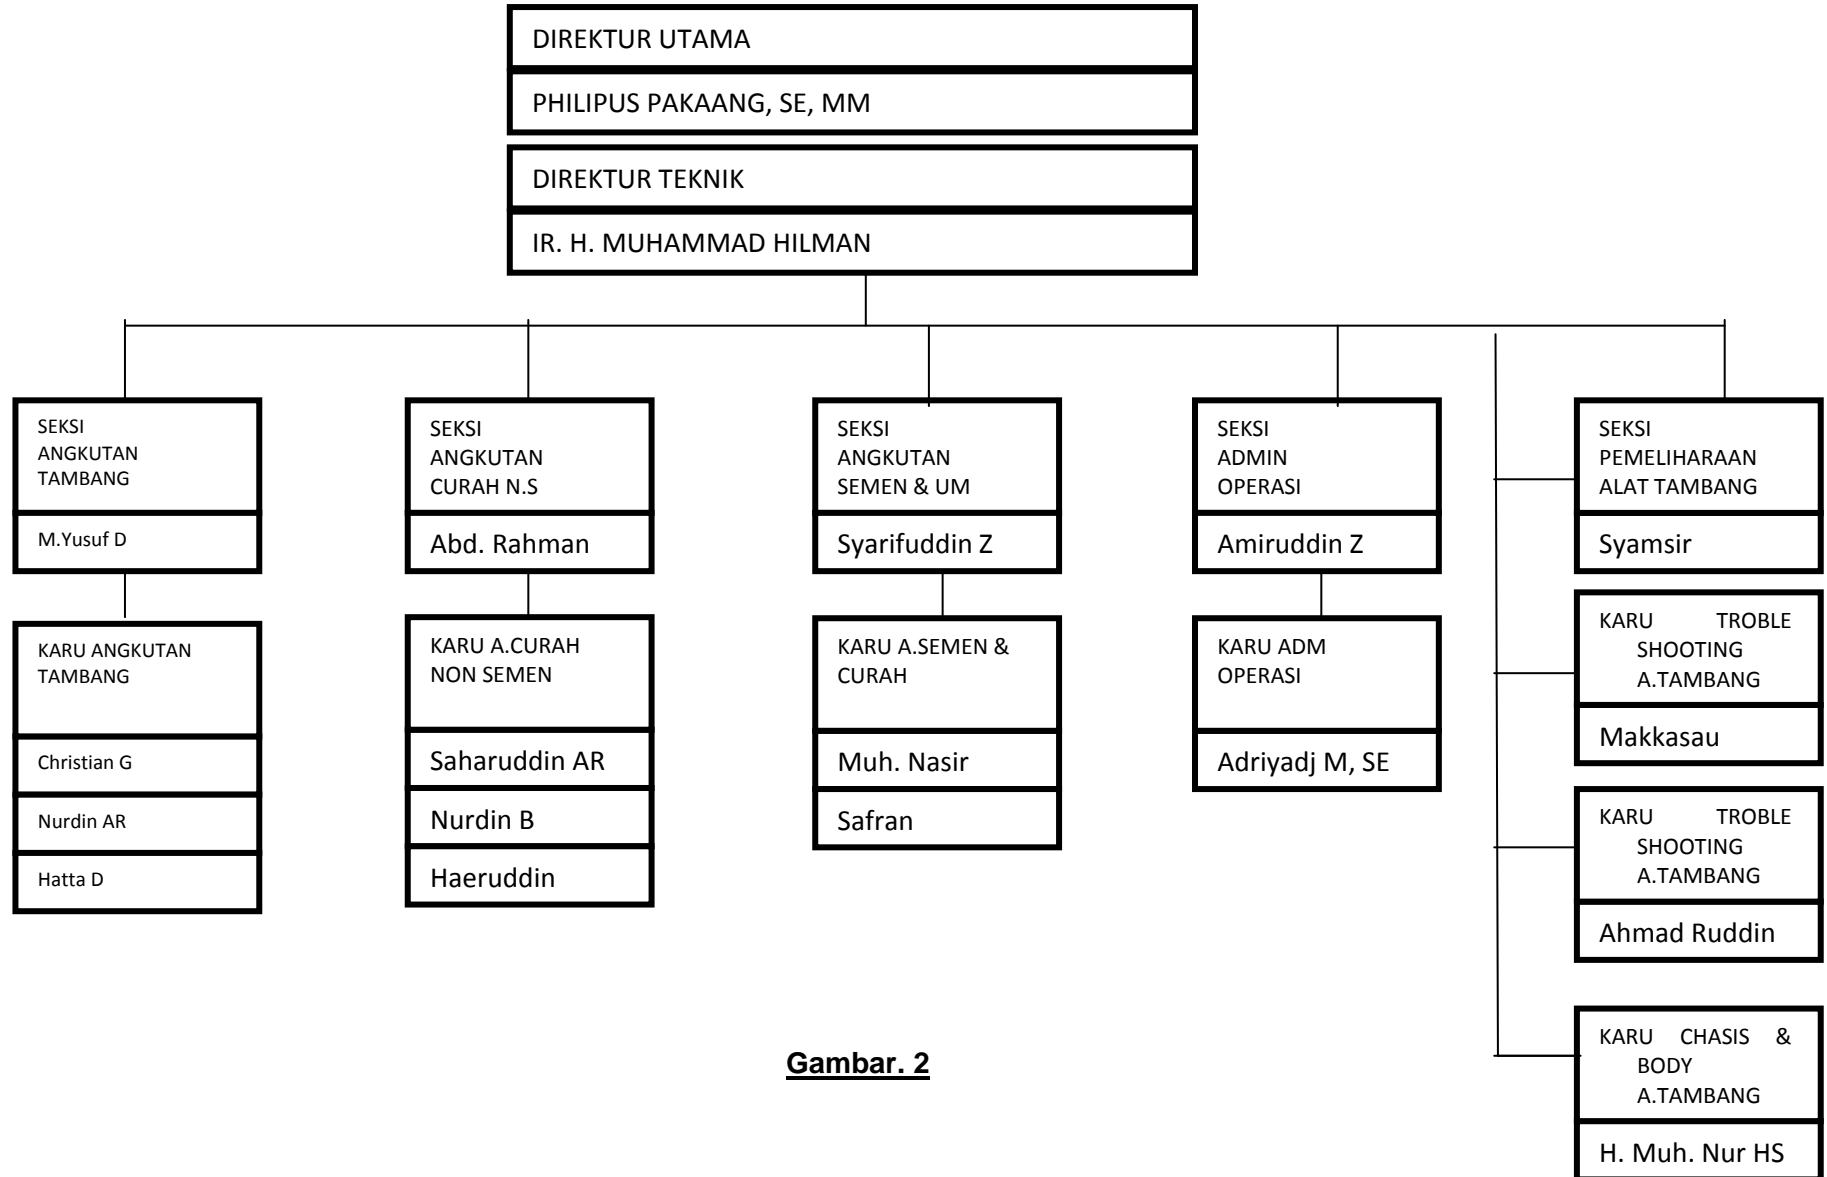 DIREKTUR UTAMA
PHILIPUS PAKAANG, SE, MM
DIREKTUR TEKNIK
IR. H. MUHAMMAD HILMAN
SEKSI
ANGKUTAN
TAMBANG
M.Yusuf D
KARU ANGKUTAN
TAMBANG
Christian G
Nurdin AR
Hatta D
SEKSI
ANGKUTAN
CURAH N.S
Abd. Rahman
KARU A.CURAH
NON SEMEN
Saharuddin AR
Nurdin B
Haeruddin
SEKSI
ANGKUTAN
SEMEN & UM
Syarifuddin Z
KARU A.SEMEN &
CURAH
Muh. Nasir
Safran
SEKSI
ADMIN
OPERASI
Amiruddin Z
KARU ADM
OPERASI
Adriyadj M, SE
SEKSI
PEMELIHARAAN
ALAT TAMBANG
Syamsir
KARU TROBLE
SHOOTING
A.TAMBANG
Makkasau
KARU TROBLE
SHOOTING
A.TAMBANG
Ahmad Ruddin
KARU CHASIS &
BODY
A.TAMBANG
H. Muh. Nur HS
Gambar. 2